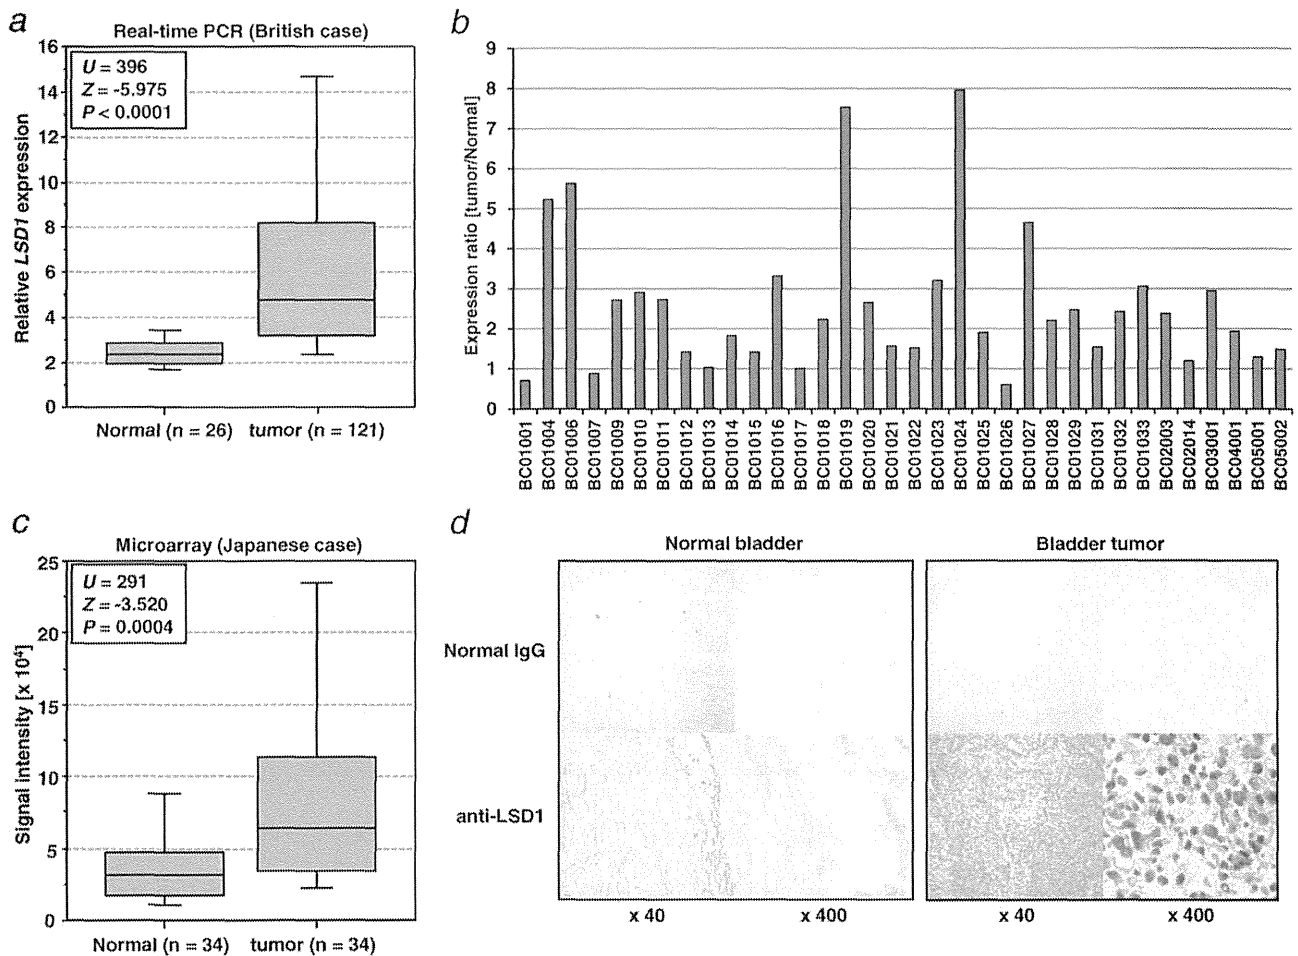 a
Real-time PCR (British case)
U = 396
Z = -5.975
P < 0.0001
Relative LSD1 expression
16
14
12
10
8
6
4
2
0
Normal (n = 26) tumor (n = 121)
b
Expression ratio [tumor/Normal]
9
8
7
6
5
4
3
2
1
0
BC01001
BC01004
BC01006
BC01007
BC01009
BC01010
BC01011
BC01012
BC01013
BC01014
BC01015
BC01016
BC01017
BC01018
BC01019
BC01020
BC01021
BC01022
BC01023
BC01024
BC01025
BC01026
BC01027
BC01028
BC01029
BC01031
BC01032
BC01033
BC02003
BC02014
BC03001
BC04001
BC05001
BC05002
c
Microarray (Japanese case)
U = 291
Z = -3.520
P = 0.0004
Signal intensity [x 10⁴]
25
20
15
10
5
0
Normal (n = 34) tumor (n = 34)
d
Normal bladder Bladder tumor
Normal IgG
anti-LSD1
x 40 x 400 x 40 x 400